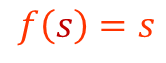 f(s) = s